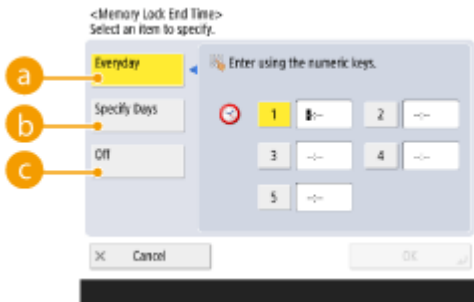 <Memory Lock End Time>
Select an item to specify.
a
Everyday
Enter using the numeric keys.
b
Specify Days
1
--:--
2
--:--
c
Off
3
--:--
4
--:--
5
--:--
× Cancel
OK